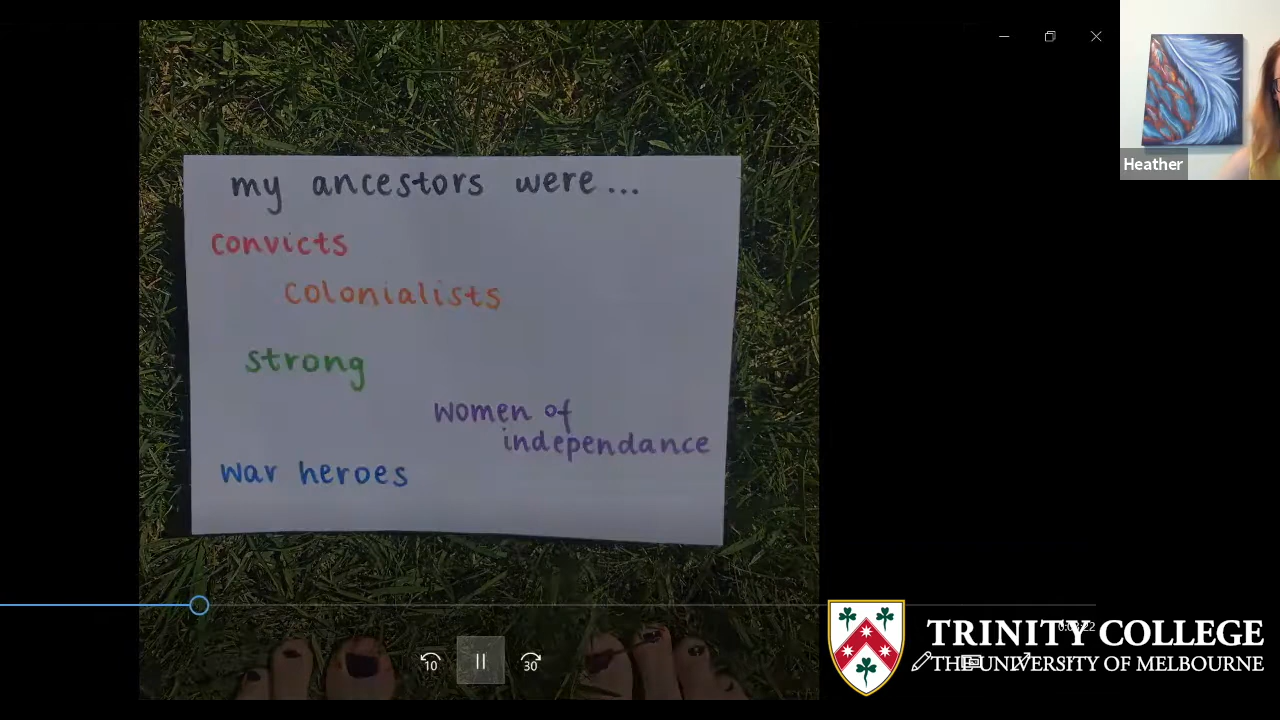 my ancestors were...
convicts
colonialists
strong
women of
independance
war heroes
Heather
10
30
TRINITY COLLEGE
THE UNIVERSITY OF MELBOURNE